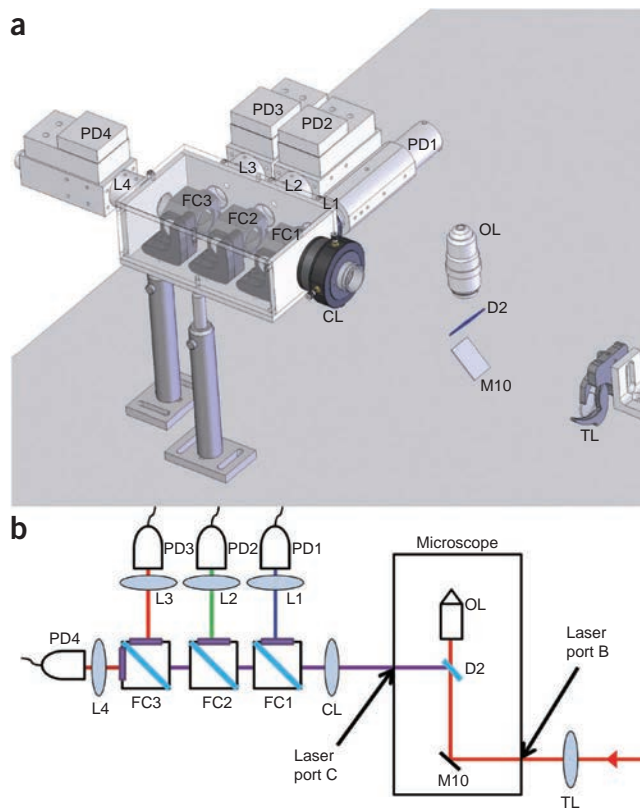 a
PD3
PD2
PD4
PD1
L3
L2
L4
L1
FC3
FC2
FC1
OL
CL
D2
M10
TL
b
Microscope
PD3
PD2
PD1
L3
L2
L1
OL
Laser
port B
PD4
D2
FC3
FC2
FC1
L4
CL
Laser
port C
M10
TL